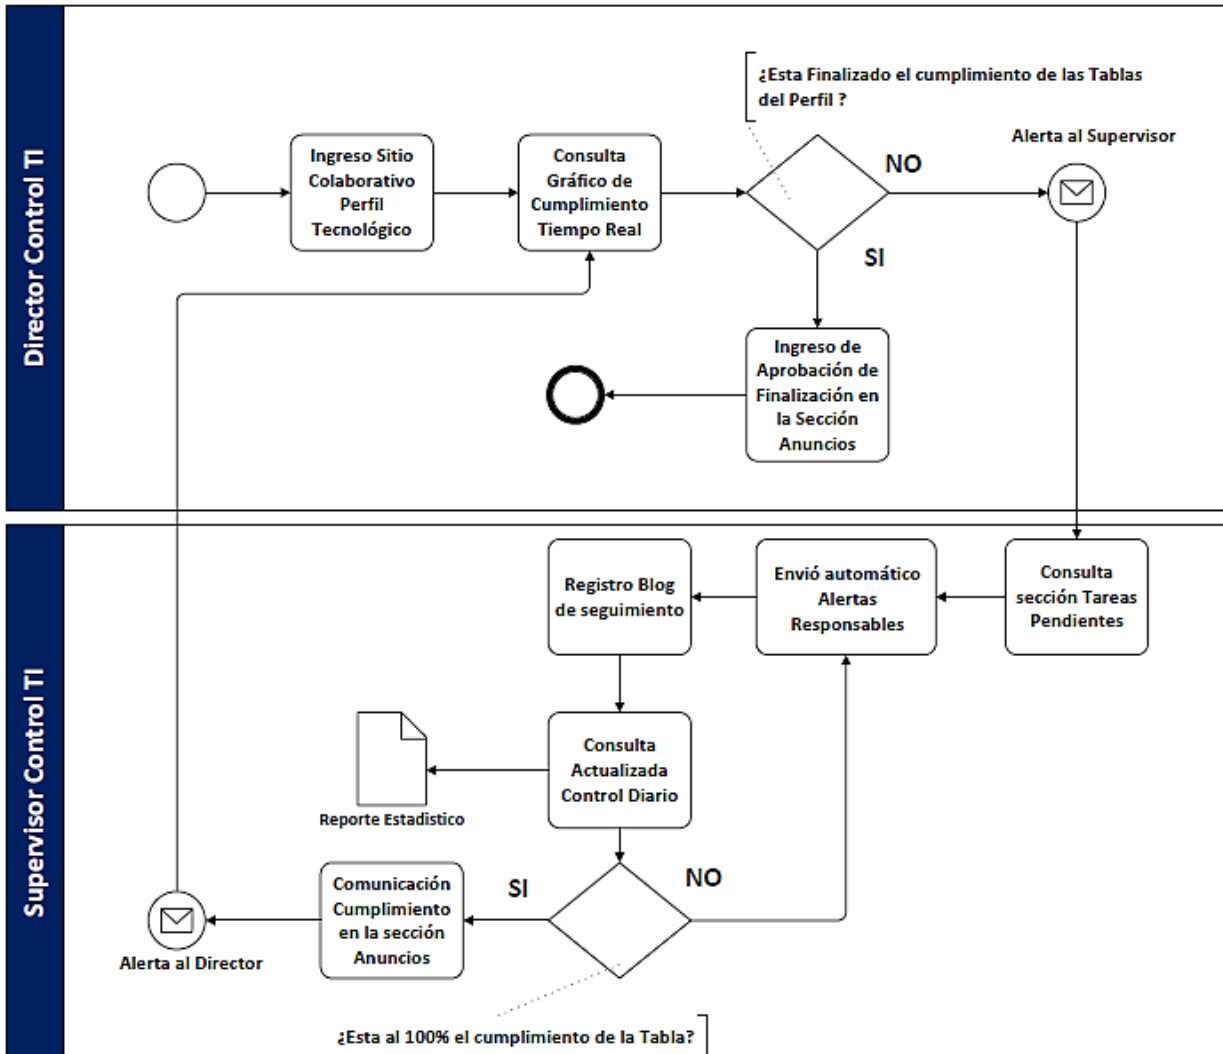 Director Control TI
¿Esta Finalizado el cumplimiento de las Tablas
del Perfil ?
Ingreso Sitio
Colaborativo
Perfil
Tecnológico
Consulta
Gráfico de
Cumplimiento
Tiempo Real
NO
Alerta al Supervisor
SI
Ingreso de
Aprobación de
Finalización en
la Sección
Anuncios
Supervisor Control TI
Registro Blog
de seguimiento
Envió automático
Alertas
Responsables
Consulta
sección Tareas
Pendientes
Consulta
Actualizada
Control Diario
Reporte Estadistico
Comunicación
Cumplimiento
en la sección
Anuncios
SI
NO
Alerta al Director
¿Esta al 100% el cumplimiento de la Tabla?